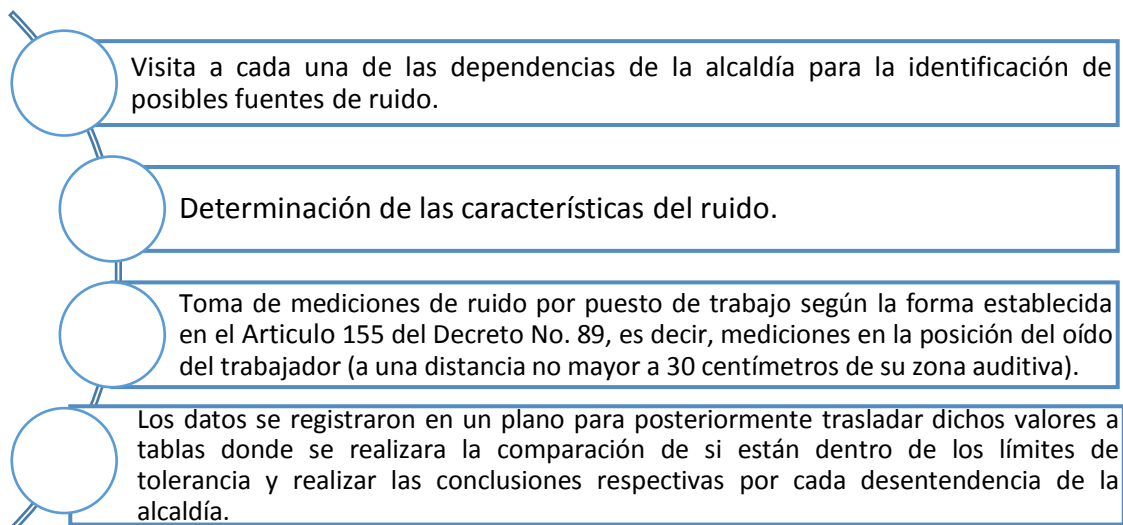 Visita a cada una de las dependencias de la alcaldía para la identificación de
posibles fuentes de ruido.
Determinación de las características del ruido.
Toma de mediciones de ruido por puesto de trabajo según la forma establecida
en el Articulo 155 del Decreto No. 89, es decir, mediciones en la posición del oído
del trabajador (a una distancia no mayor a 30 centímetros de su zona auditiva).
Los datos se registraron en un plano para posteriormente trasladar dichos valores a
tablas donde se realizara la comparación de si están dentro de los límites de
tolerancia y realizar las conclusiones respectivas por cada desentendencia de la
alcaldía.